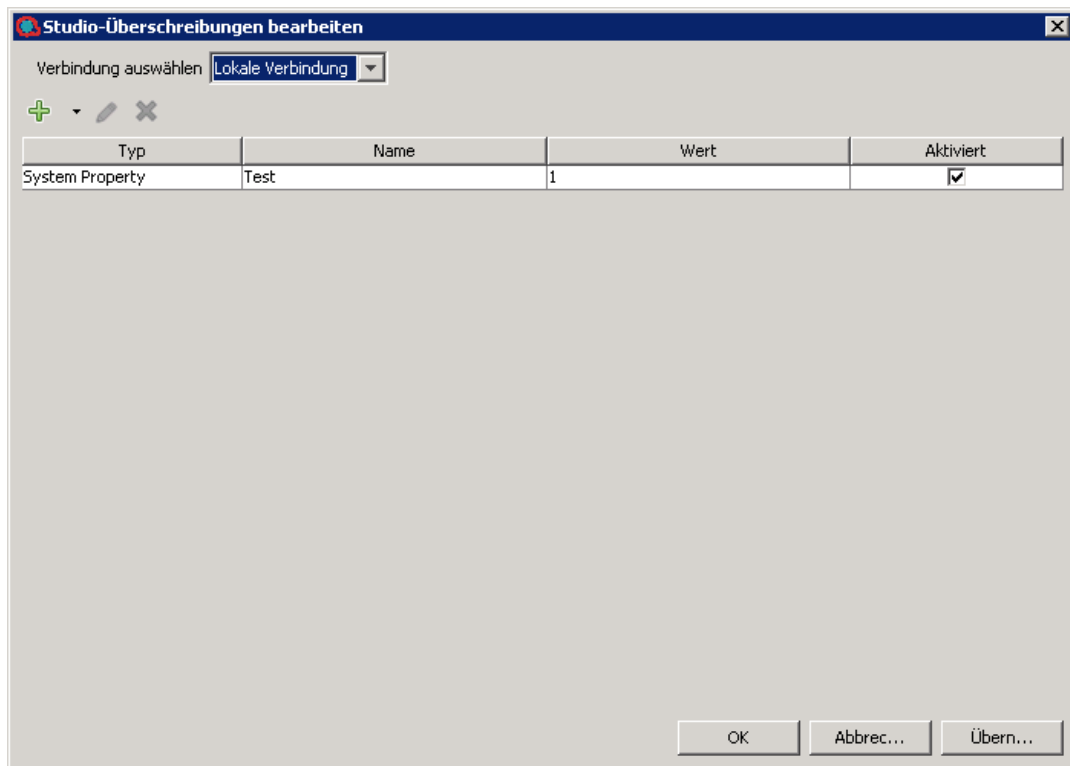 Studio-Überschreibungen bearbeiten
Verbindung auswählen Lokale Verbindung
Typ Name Wert Aktiviert
System Property Test 1
OK Abbrec... Übern...